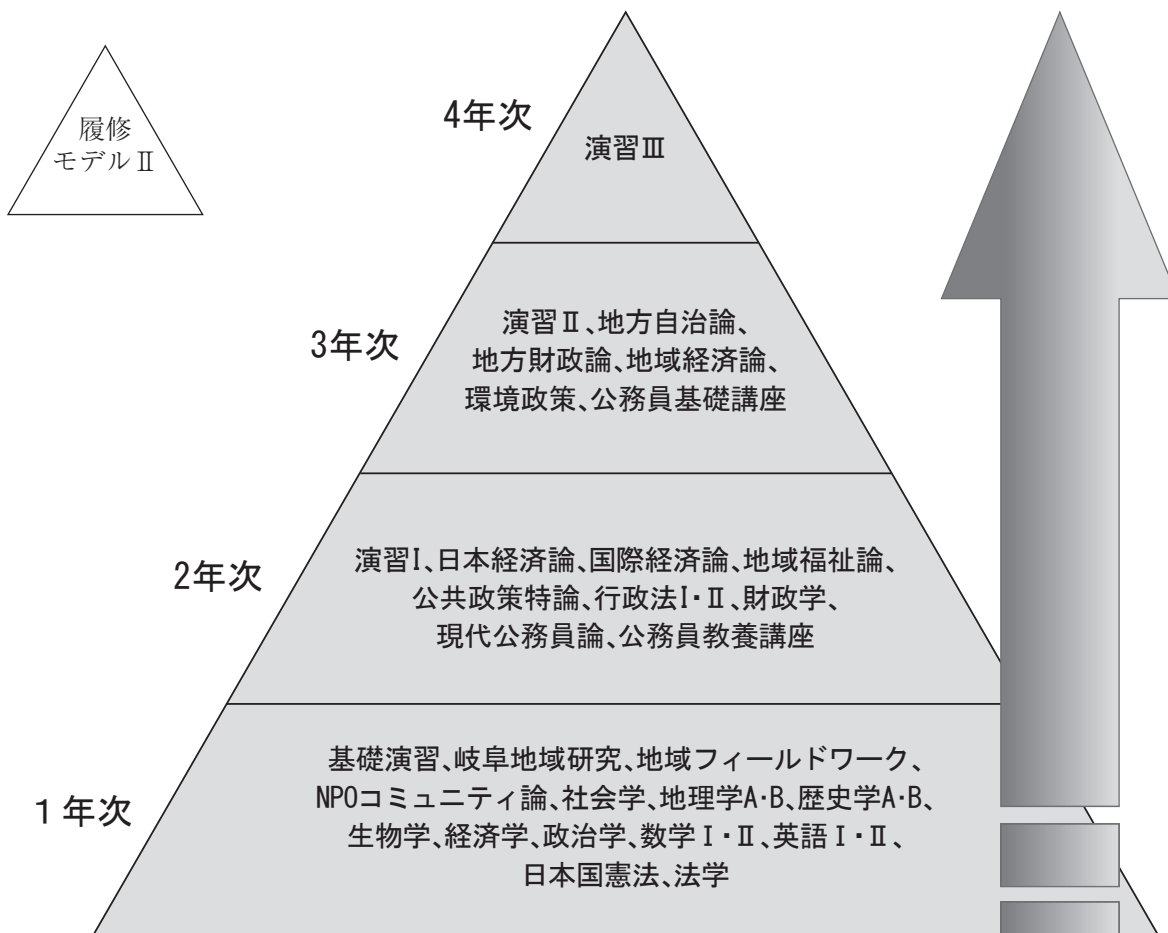 履修
モデルⅡ
4年次
演習Ⅲ
3年次
演習Ⅱ、地方自治論、
地方財政論、地域経済論、
環境政策、公務員基礎講座
2年次
演習I、日本経済論、国際経済論、地域福祉論、
公共政策特論、行政法I・Ⅱ、財政学、
現代公務員論、公務員教養講座
1年次
基礎演習、岐阜地域研究、地域フィールドワーク、
NPOコミュニティ論、社会学、地理学A・B、歴史学A・B、
生物学、経済学、政治学、数学Ⅰ・Ⅱ、英語Ⅰ・Ⅱ、
日本国憲法、法学